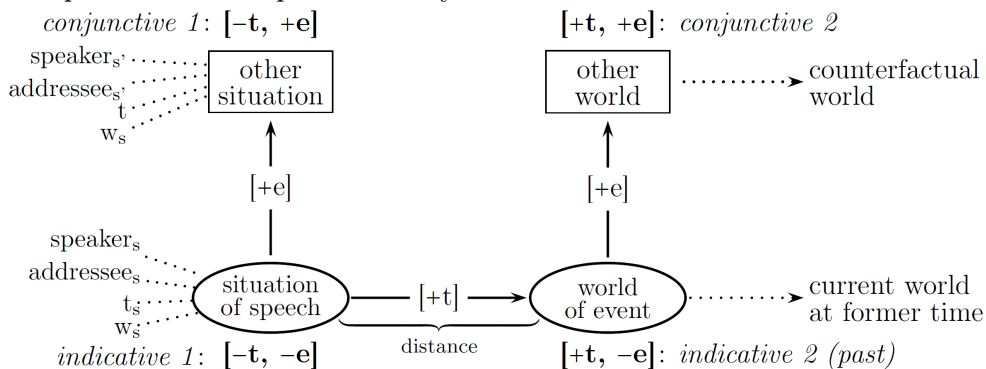 conjunctive 1: [−t, +e]
[+t, +e]: conjunctive 2
speakers'
addressees'
t
ws
other
situation
other
world
counterfactual
world
[+e]
[+e]
speakers
addressees
ts
ws
situation
of speech
[+t]
world
of event
current world
at former time
distance
indicative 1: [−t, −e]
[+t, −e]: indicative 2 (past)